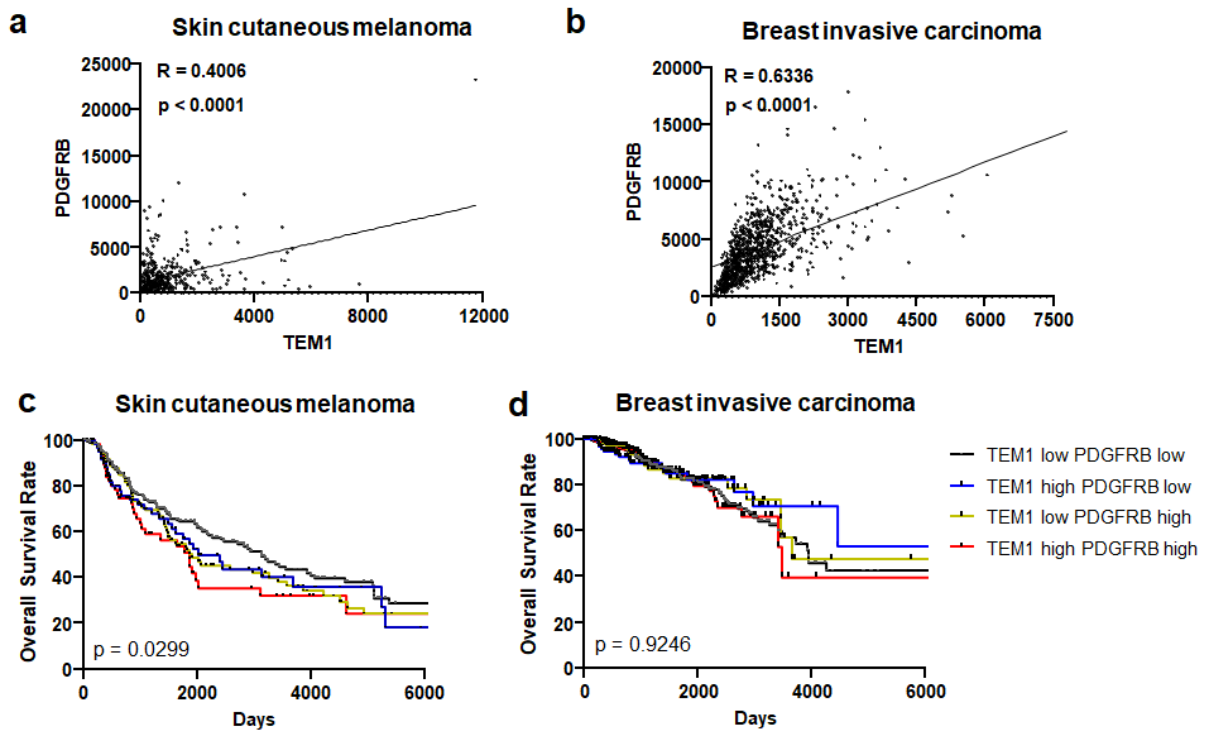 a
Skin cutaneous melanoma
R = 0.4006
p < 0.0001
25000
20000
15000
10000
5000
0
PDGFRB
0 4000 8000 12000
TEM1
b
Breast invasive carcinoma
R = 0.6336
p < 0.0001
20000
15000
10000
5000
0
PDGFRB
0 1500 3000 4500 6000 7500
TEM1
c
Skin cutaneous melanoma
100
80
60
40
20
0
Overall Survival Rate
p = 0.0299
0 2000 4000 6000
Days
d
Breast invasive carcinoma
100
80
60
40
20
0
Overall Survival Rate
p = 0.9246
0 2000 4000 6000
Days
TEM1 low PDGFRB low
TEM1 high PDGFRB low
TEM1 low PDGFRB high
TEM1 high PDGFRB high